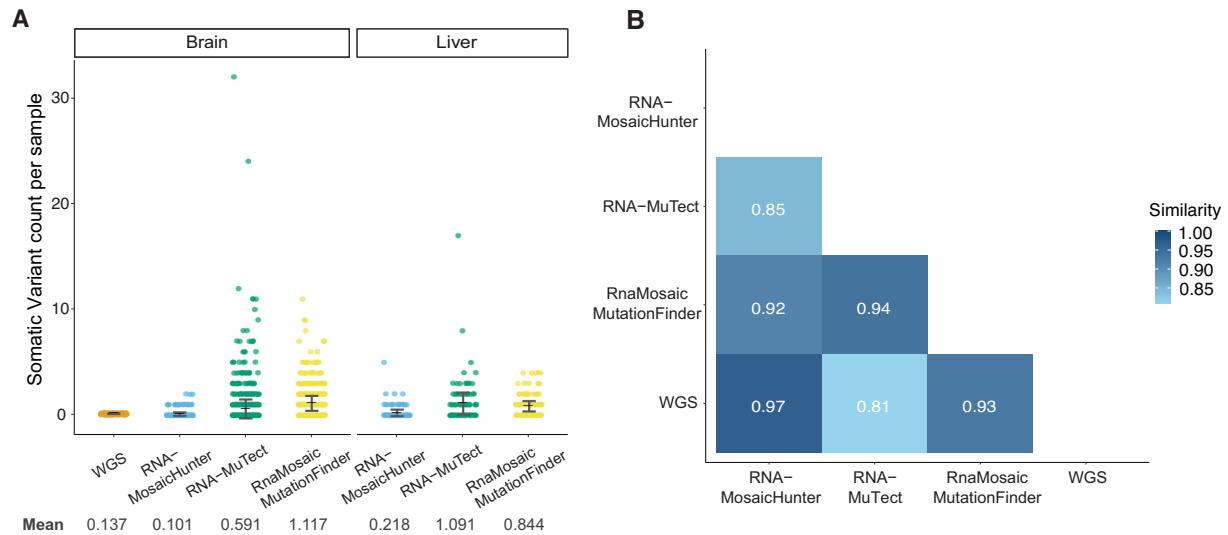 A
Brain
Liver
Somatic Variant count per sample
30
20
10
0
WGS
RNA−
MosaicHunter
RNA−MuTect
RnaMosaic
MutationFinder
RNA−
MosaicHunter
RNA−MuTect
RnaMosaic
MutationFinder
Mean 0.137 0.101 0.591 1.117 0.218 1.091 0.844
B
RNA−
MosaicHunter
RNA−MuTect
RnaMosaic
MutationFinder
WGS
0.85
0.92 0.94
0.97 0.81 0.93
RNA−
MosaicHunter
RNA−
MuTect
RnaMosaic
MutationFinder
WGS
Similarity
1.00
0.95
0.90
0.85